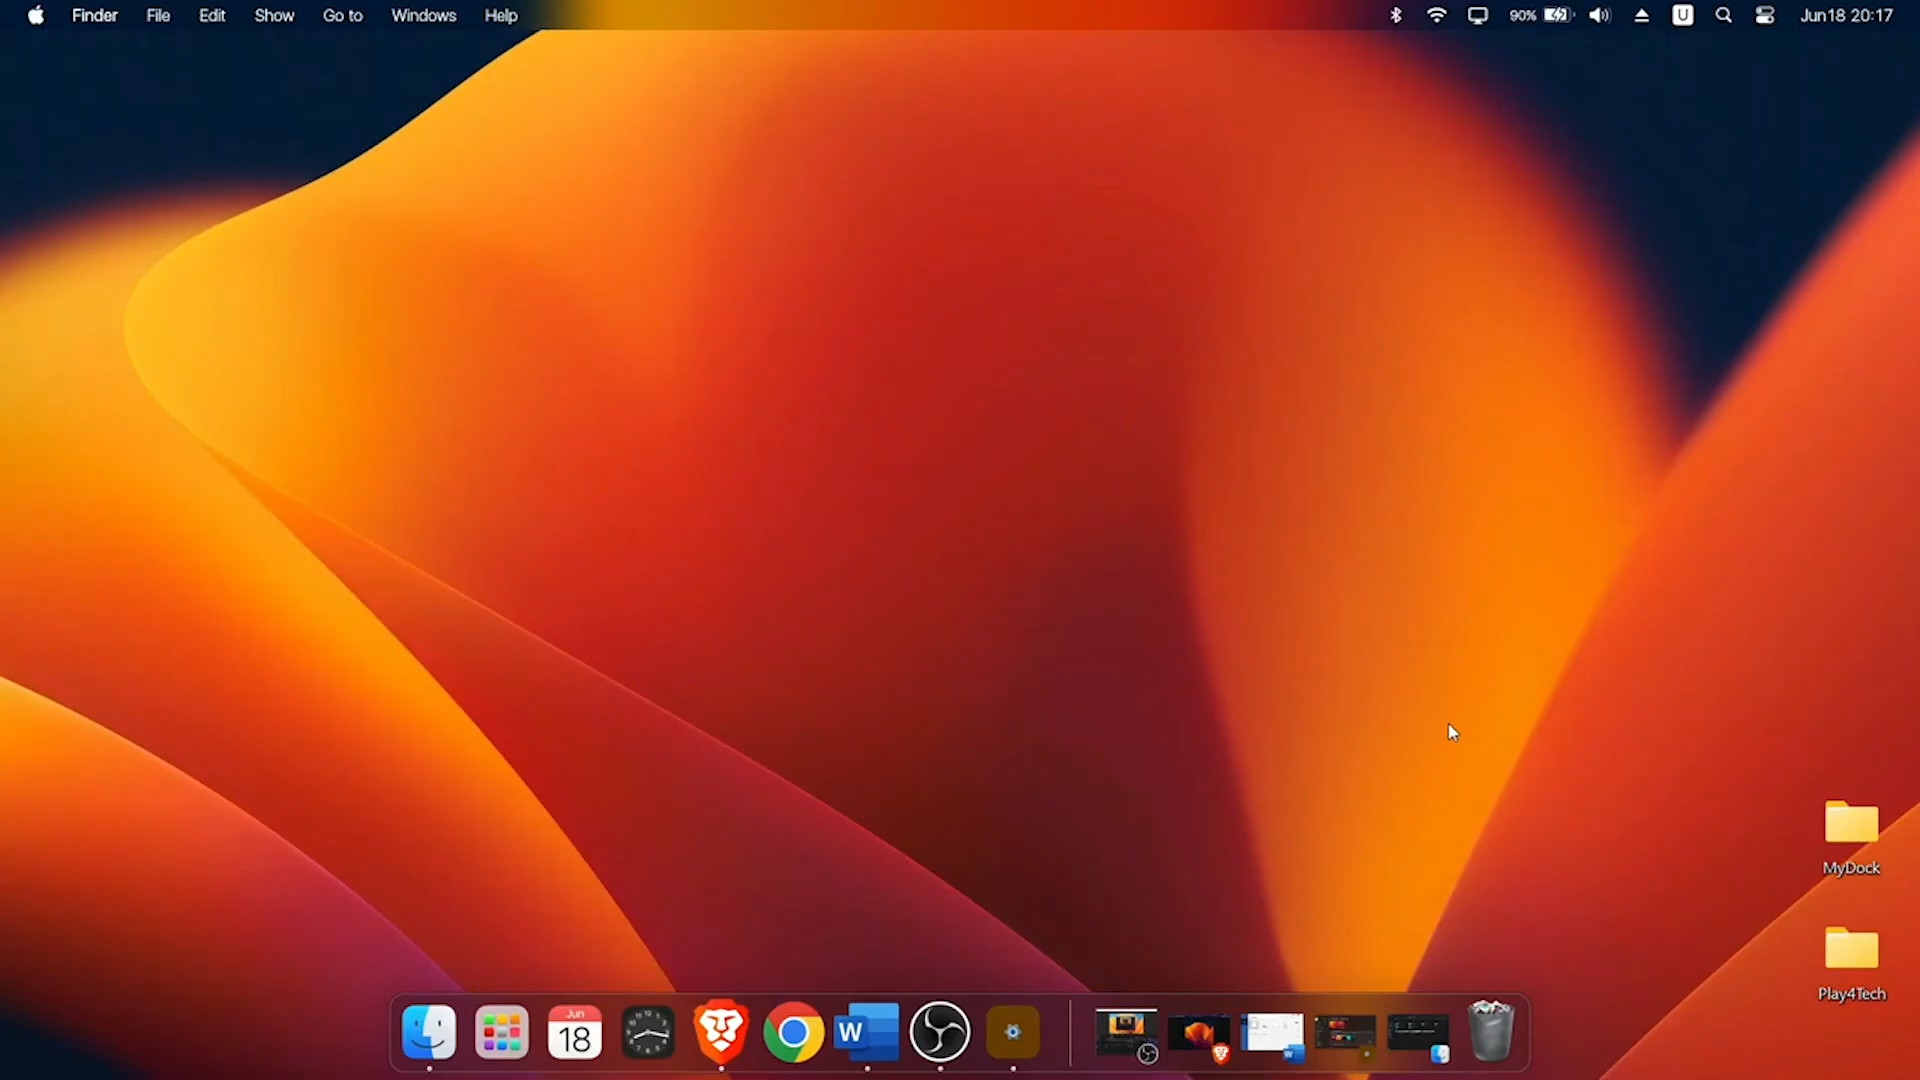 Finder File Edit Show Go to Windows Help 90% U Jun18 20:17
MyDock
Play4Tech
Jun
18
W